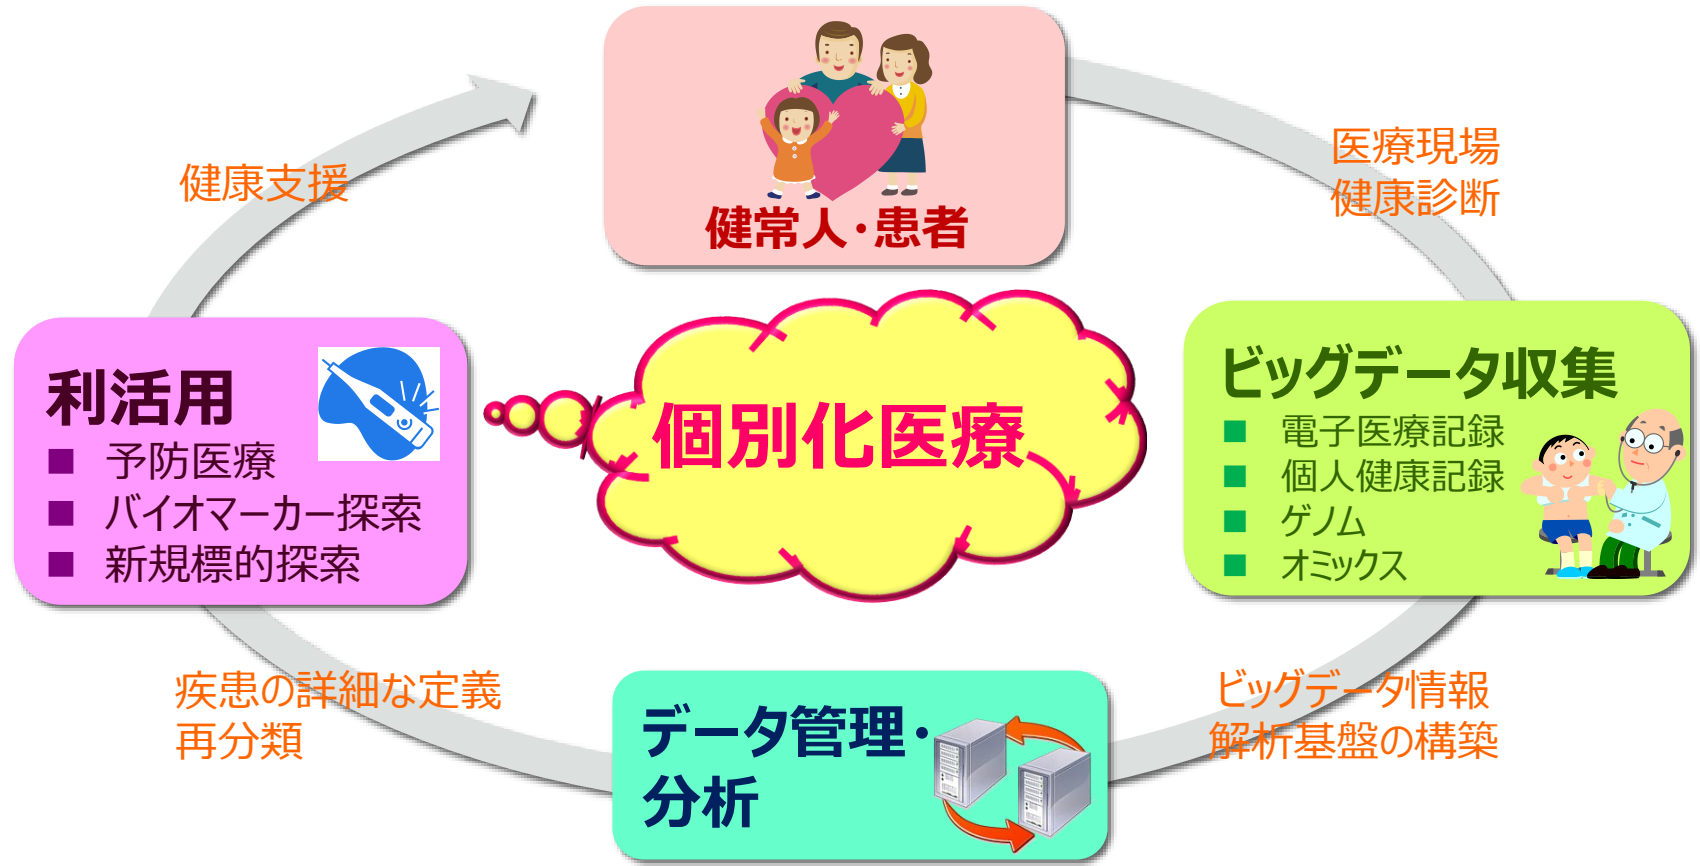 健常人・患者
健康支援
医療現場
健康診断
利活用
予防医療
バイオマーカー探索
新規標的探索
個別化医療
ビッグデータ収集
電子医療記録
個人健康記録
ゲノム
オミックス
疾患の詳細な定義
再分類
データ管理・
分析
ビッグデータ情報
解析基盤の構築